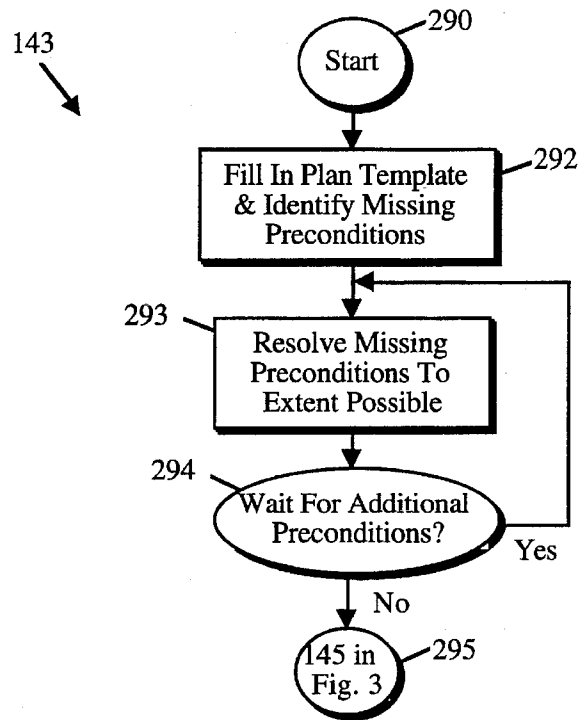 143
290
Start
292
Fill In Plan Template
& Identify Missing
Preconditions
293
Resolve Missing
Preconditions To
Extent Possible
294
Wait For Additional
Preconditions?
Yes
No
145 in
Fig. 3
295